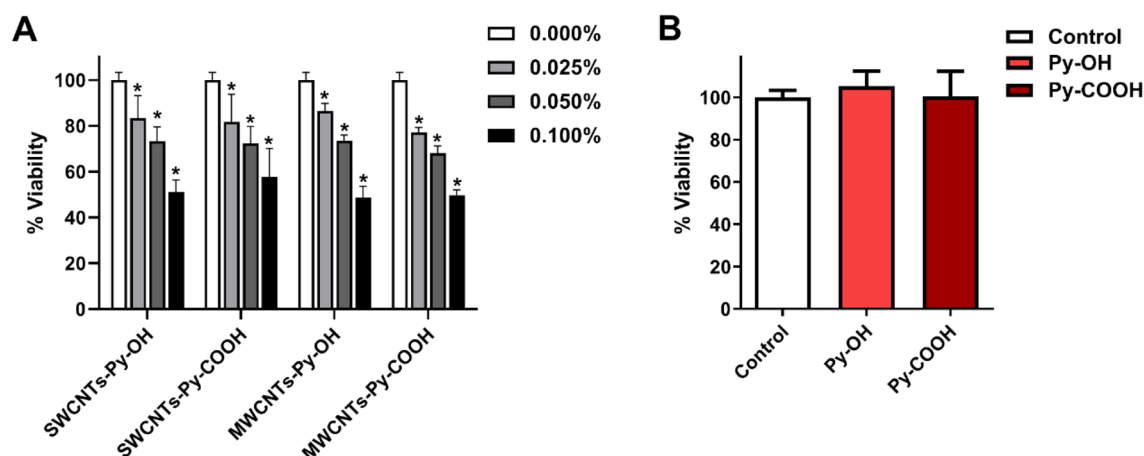 A
% Viability
100
80
60
40
20
0
* * *
* * *
* * *
* * *
SWCNTs-Py-OH
SWCNTs-Py-COOH
MWCNTs-Py-OH
MWCNTs-Py-COOH
0.000%
0.025%
0.050%
0.100%
B
% Viability
100
80
60
40
20
0
Control
Py-OH
Py-COOH
Control
Py-OH
Py-COOH